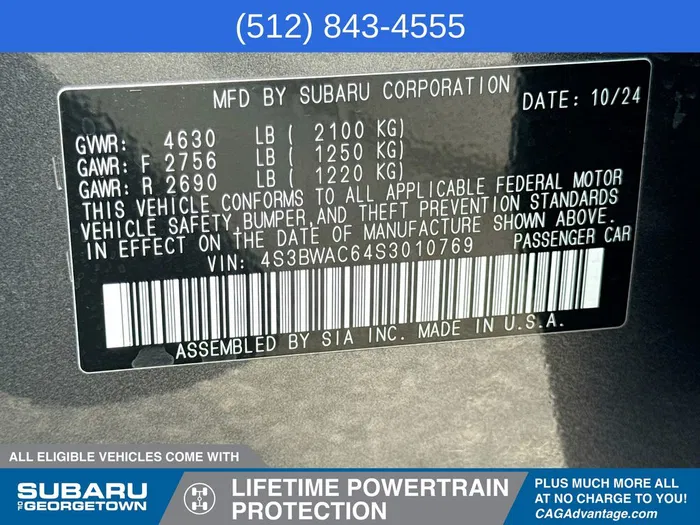 (512) 843-4555
MFD BY SUBARU CORPORATION DATE: 10/24
GVWR: 4630 LB ( 2100 KG)
GAWR: F 2756 LB ( 1250 KG)
GAWR: R 2690 LB ( 1220 KG)
THIS VEHICLE CONFORMS TO ALL APPLICABLE FEDERAL MOTOR
VEHICLE SAFETY, BUMPER, AND THEFT PREVENTION STANDARDS
IN EFFECT ON THE DATE OF MANUFACTURE SHOWN ABOVE.
VIN: 4S3BWAC64S3010769 PASSENGER CAR
ASSEMBLED BY SIA INC. MADE IN U.S.A.
ALL ELIGIBLE VEHICLES COME WITH
SUBARU
OF GEORGETOWN
LIFETIME POWERTRAIN
PROTECTION
PLUS MUCH MORE ALL
AT NO CHARGE TO YOU!
CAGAdvantage.com